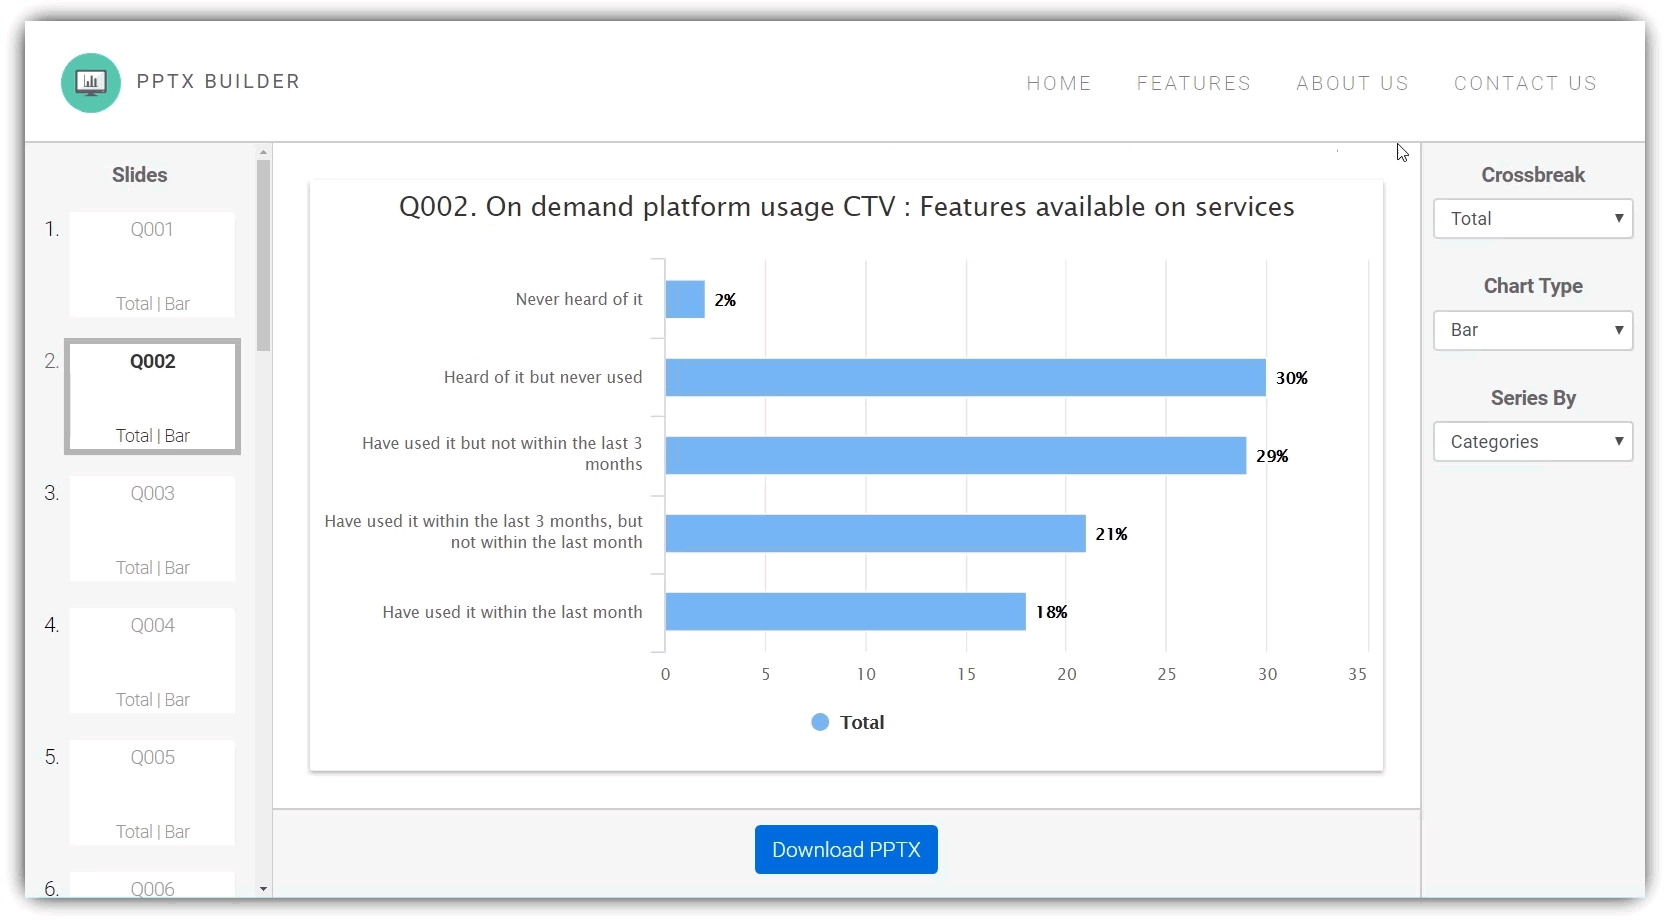 PPTX BUILDER
HOME
FEATURES
ABOUT US
CONTACT US
Slides
1.
Q001
Total | Bar
2.
Q002
Total | Bar
3.
Q003
Total | Bar
4.
Q004
Total | Bar
5.
Q005
Total | Bar
6.
Q006
Q002. On demand platform usage CTV : Features available on services
Never heard of it
2%
Heard of it but never used
30%
Have used it but not within the last 3
months
29%
Have used it within the last 3 months, but
not within the last month
21%
Have used it within the last month
18%
0 5 10 15 20 25 30 35
Total
Download PPTX
Crossbreak
Total
Chart Type
Bar
Series By
Categories